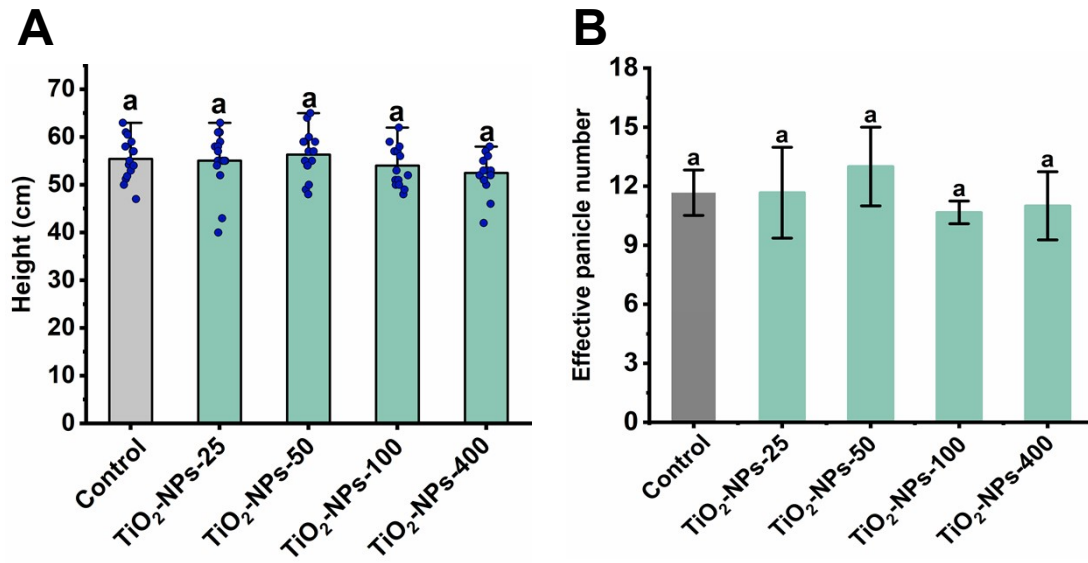 A
Height (cm)
70
60
50
40
30
20
10
0
a
a
a
a
a
Control
TiO₂-NPs-25
TiO₂-NPs-50
TiO₂-NPs-100
TiO₂-NPs-400
B
Effective panicle number
18
15
12
9
6
3
0
a
a
a
a
a
Control
TiO₂-NPs-25
TiO₂-NPs-50
TiO₂-NPs-100
TiO₂-NPs-400